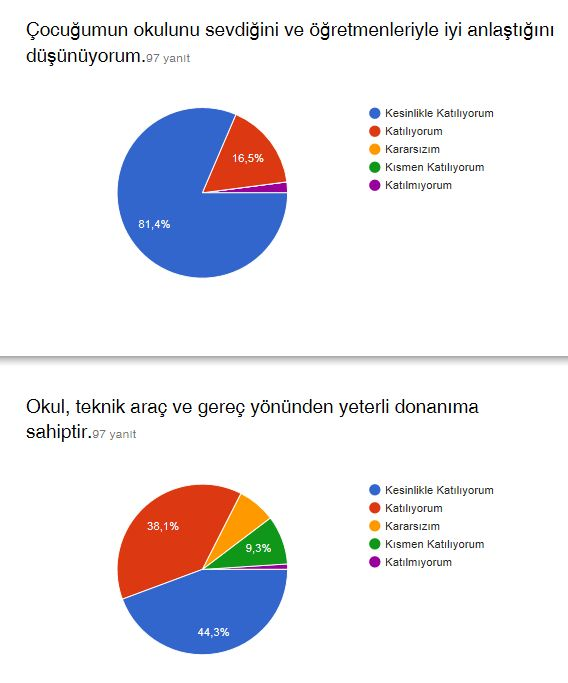 Çocuğumun okulunu sevdiğini ve öğretmenleriyle iyi anlaştığını
düşünüyorum.97 yanıt
Kesinlikle Katılıyorum
Katılıyorum
Kararsızım
Kısmen Katılıyorum
Katılmıyorum
16,5%
81,4%
Okul, teknik araç ve gereç yönünden yeterli donanıma
sahiptir.97 yanıt
Kesinlikle Katılıyorum
Katılıyorum
Kararsızım
Kısmen Katılıyorum
Katılmıyorum
38,1%
9,3%
44,3%